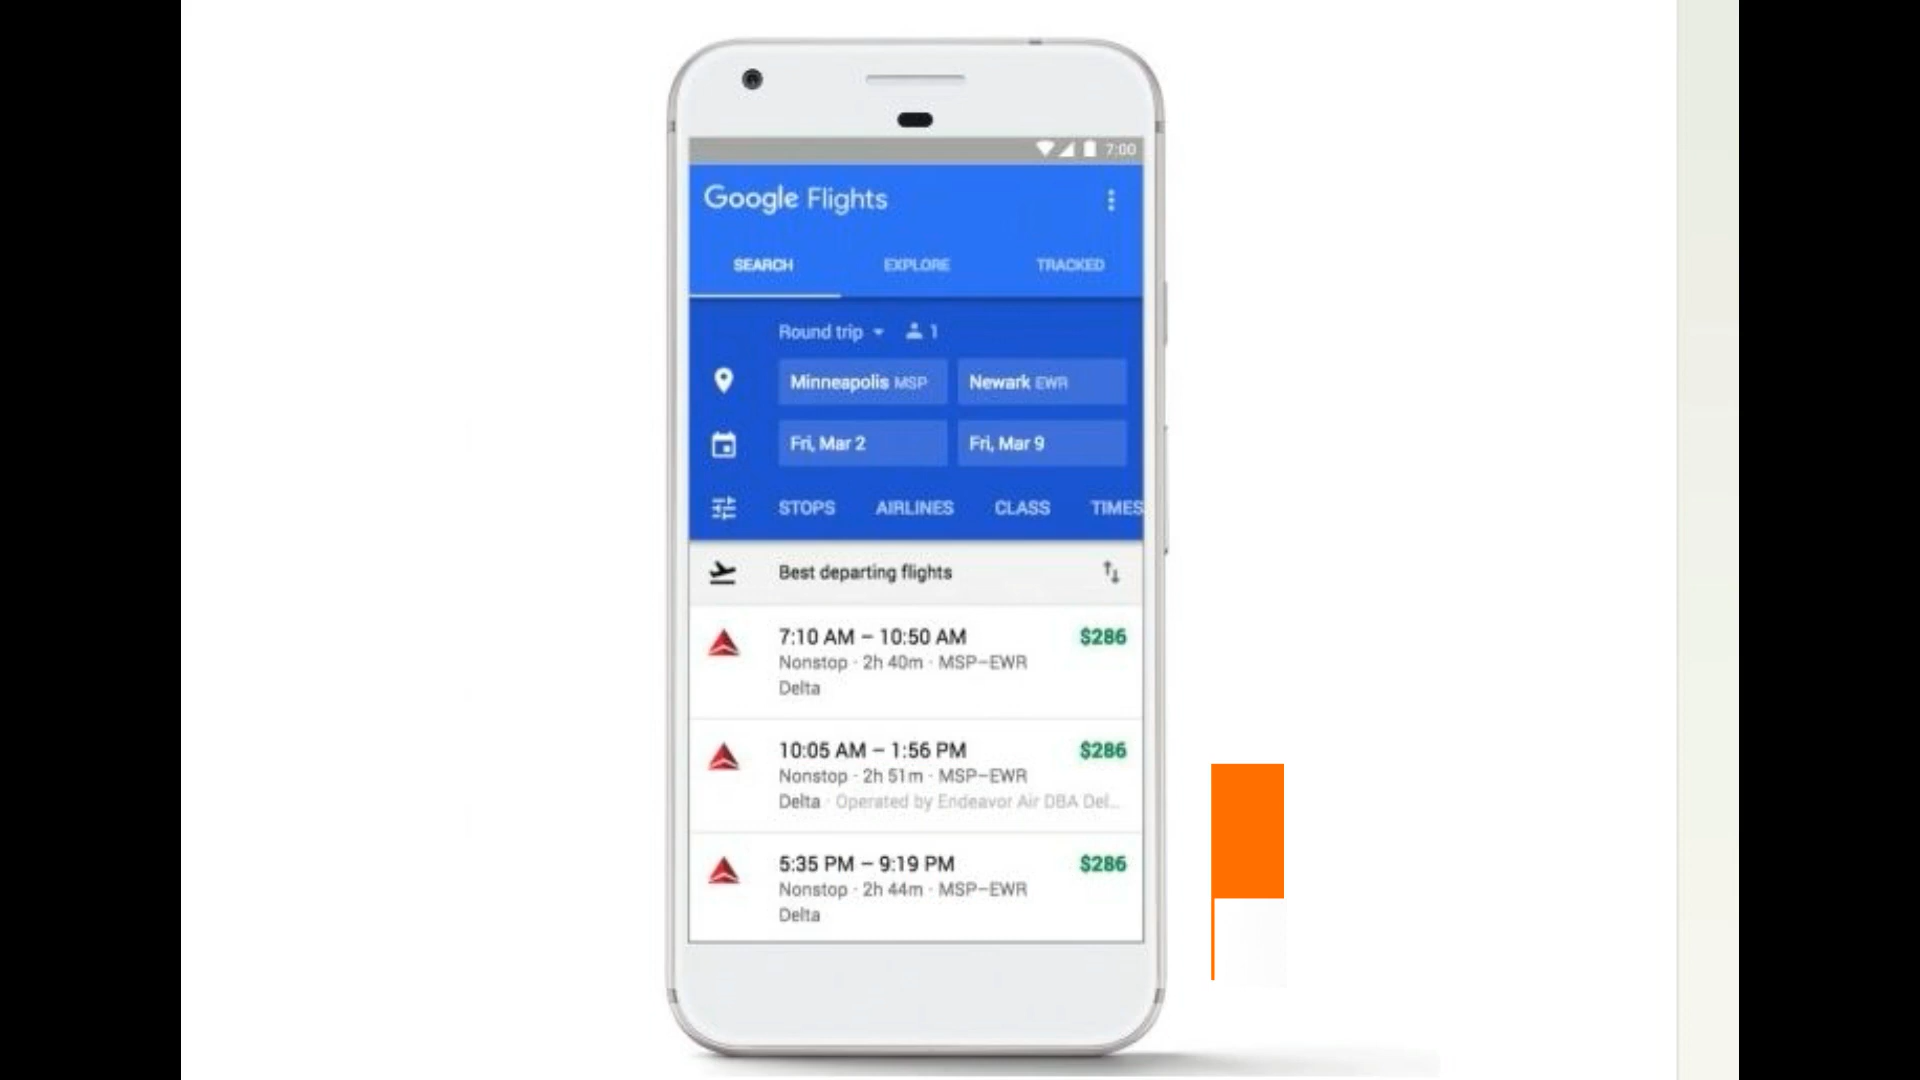 7:00
Google Flights
SEARCH EXPLORE TRACKED
Round trip 1
Minneapolis MSP Newark EWR
Fri, Mar 2 Fri, Mar 9
STOPS AIRLINES CLASS TIMES
Best departing flights
7:10 AM – 10:50 AM $286
Nonstop · 2h 40m · MSP–EWR
Delta
10:05 AM – 1:56 PM $286
Nonstop · 2h 51m · MSP–EWR
Delta · Operated by Endeavor Air DBA Del...
5:35 PM – 9:19 PM $286
Nonstop · 2h 44m · MSP–EWR
Delta